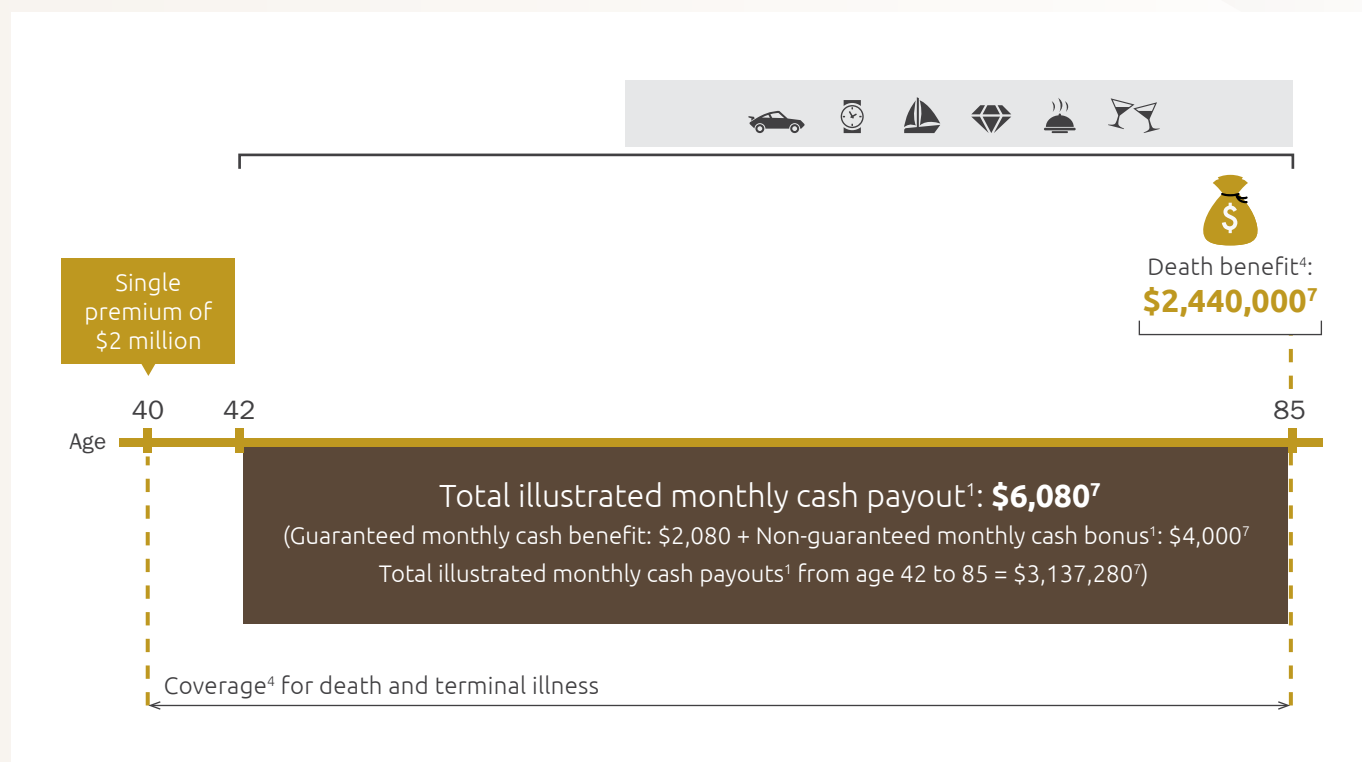 $
Death benefit⁴:
$2,440,000⁷
Single
premium of
$2 million
40
42
85
Age
Total illustrated monthly cash payout¹: $6,080⁷
(Guaranteed monthly cash benefit: $2,080 + Non-guaranteed monthly cash bonus¹: $4,000⁷
Total illustrated monthly cash payouts¹ from age 42 to 85 = $3,137,280⁷)
Coverage⁴ for death and terminal illness